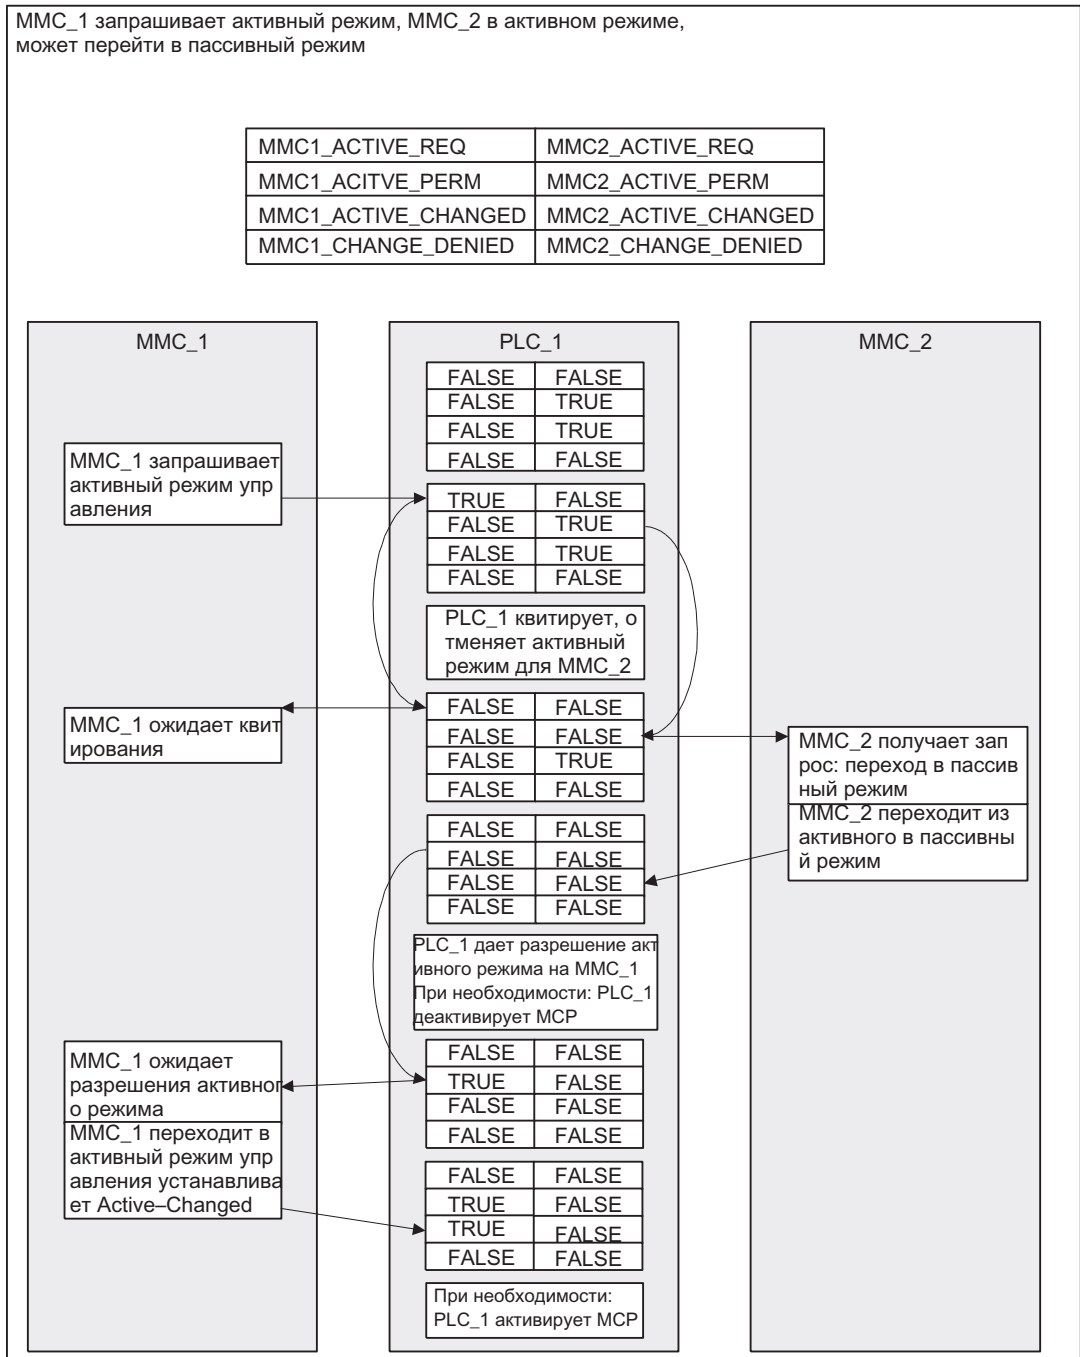 MMC_1 запрашивает активный режим, MMC_2 в активном режиме,
может перейти в пассивный режим
MMC1_ACTIVE_REQ MMC2_ACTIVE_REQ
MMC1_ACITVE_PERM MMC2_ACTIVE_PERM
MMC1_ACTIVE_CHANGED MMC2_ACTIVE_CHANGED
MMC1_CHANGE_DENIED MMC2_CHANGE_DENIED
MMC_1 PLC_1 MMC_2
FALSE FALSE
FALSE TRUE
FALSE TRUE
FALSE FALSE
MMC_1 запрашивает
активный режим упр
авления
TRUE FALSE
FALSE TRUE
FALSE TRUE
FALSE FALSE
PLC_1 квитирует, о
тменяет активный
режим для MMC_2
MMC_1 ожидает квит
ирования
FALSE FALSE
FALSE FALSE
FALSE TRUE
FALSE FALSE
MMC_2 получает зап
рос: переход в пассив
ный режим
MMC_2 переходит из
активного в пассивны
й режим
FALSE FALSE
FALSE FALSE
FALSE FALSE
FALSE FALSE
PLC_1 дает разрешение акт
ивного режима на MMC_1
При необходимости: PLC_1
деактивирует MCP
MMC_1 ожидает
разрешения активног
о режима
MMC_1 переходит в
активный режим упр
авления устанавлива
ет Active–Changed
FALSE FALSE
TRUE FALSE
FALSE FALSE
FALSE FALSE
FALSE FALSE
TRUE FALSE
TRUE FALSE
FALSE FALSE
При необходимости:
PLC_1 активирует MCP